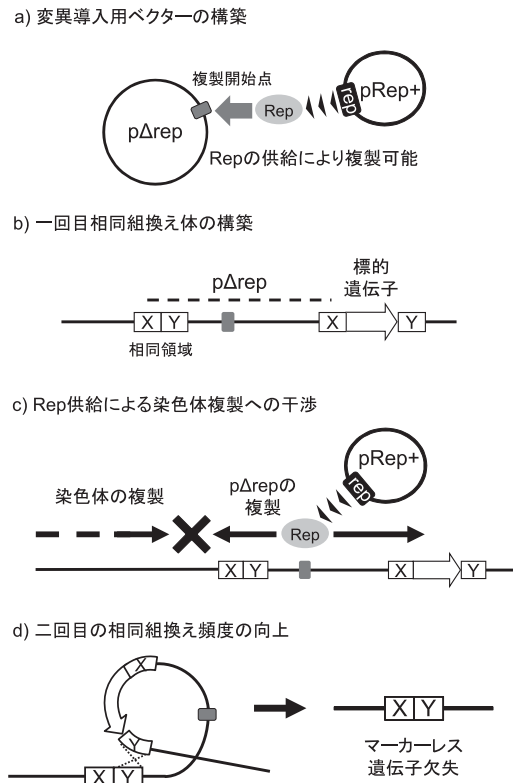 a) 変異導入用ベクターの構築
複製開始点
pΔrep
Rep
rep
pRep+
Repの供給により複製可能
b) 一回目相同組換え体の構築
pΔrep
標的
遺伝子
X Y
X
Y
相同領域
c) Rep供給による染色体複製への干渉
pRep+
rep
染色体の複製
pΔrepの
複製
Rep
X Y
X
Y
d) 二回目の相同組換え頻度の向上
X
Y
X Y
X Y
マーカーレス
遺伝子欠失